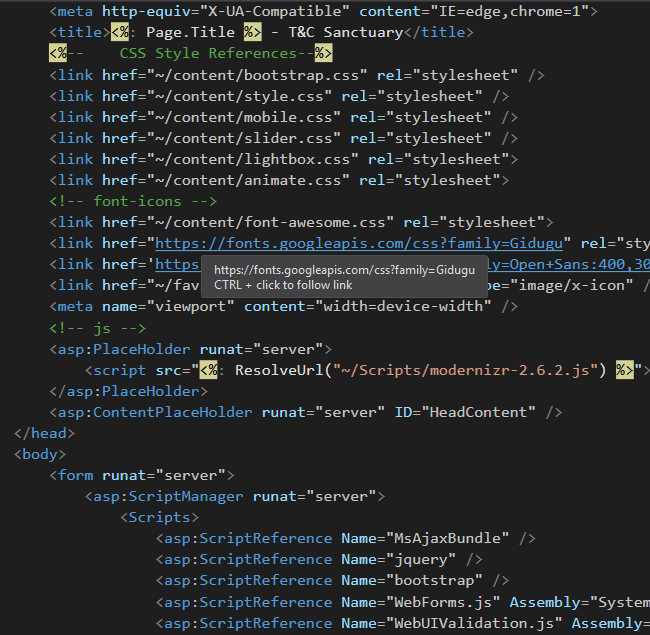 <meta http-equiv="X-UA-Compatible" content="IE=edge,chrome=1">
<title><%: Page.Title %> - T&C Sanctuary</title>
<%-- CSS Style References--%>
<link href="~/content/bootstrap.css" rel="stylesheet" />
<link href="~/content/style.css" rel="stylesheet" />
<link href="~/content/mobile.css" rel="stylesheet" />
<link href="~/content/slider.css" rel="stylesheet" />
<link href="~/content/lightbox.css" rel="stylesheet">
<link href="~/content/animate.css" rel="stylesheet">
<!-- font-icons -->
<link href="~/content/font-awesome.css" rel="stylesheet">
<link href="https://fonts.googleapis.com/css?family=Gidugu" rel="sty
<link href='https ly=Open+Sans:400,30
https://fonts.googleapis.com/css?family=Gidugu
CTRL + click to follow link
<link href="~/fav pe="image/x-icon" /
<meta name="viewport" content="width=device-width" />
<!-- js -->
<asp:PlaceHolder runat="server">
<script src="<%: ResolveUrl("~/Scripts/modernizr-2.6.2.js") %>">
</asp:PlaceHolder>
<asp:ContentPlaceHolder runat="server" ID="HeadContent" />
</head>
<body>
<form runat="server">
<asp:ScriptManager runat="server">
<Scripts>
<asp:ScriptReference Name="MsAjaxBundle" />
<asp:ScriptReference Name="jquery" />
<asp:ScriptReference Name="bootstrap" />
<asp:ScriptReference Name="WebForms.js" Assembly="System
<asp:ScriptReference Name="WebUIValidation.js" Assembly=